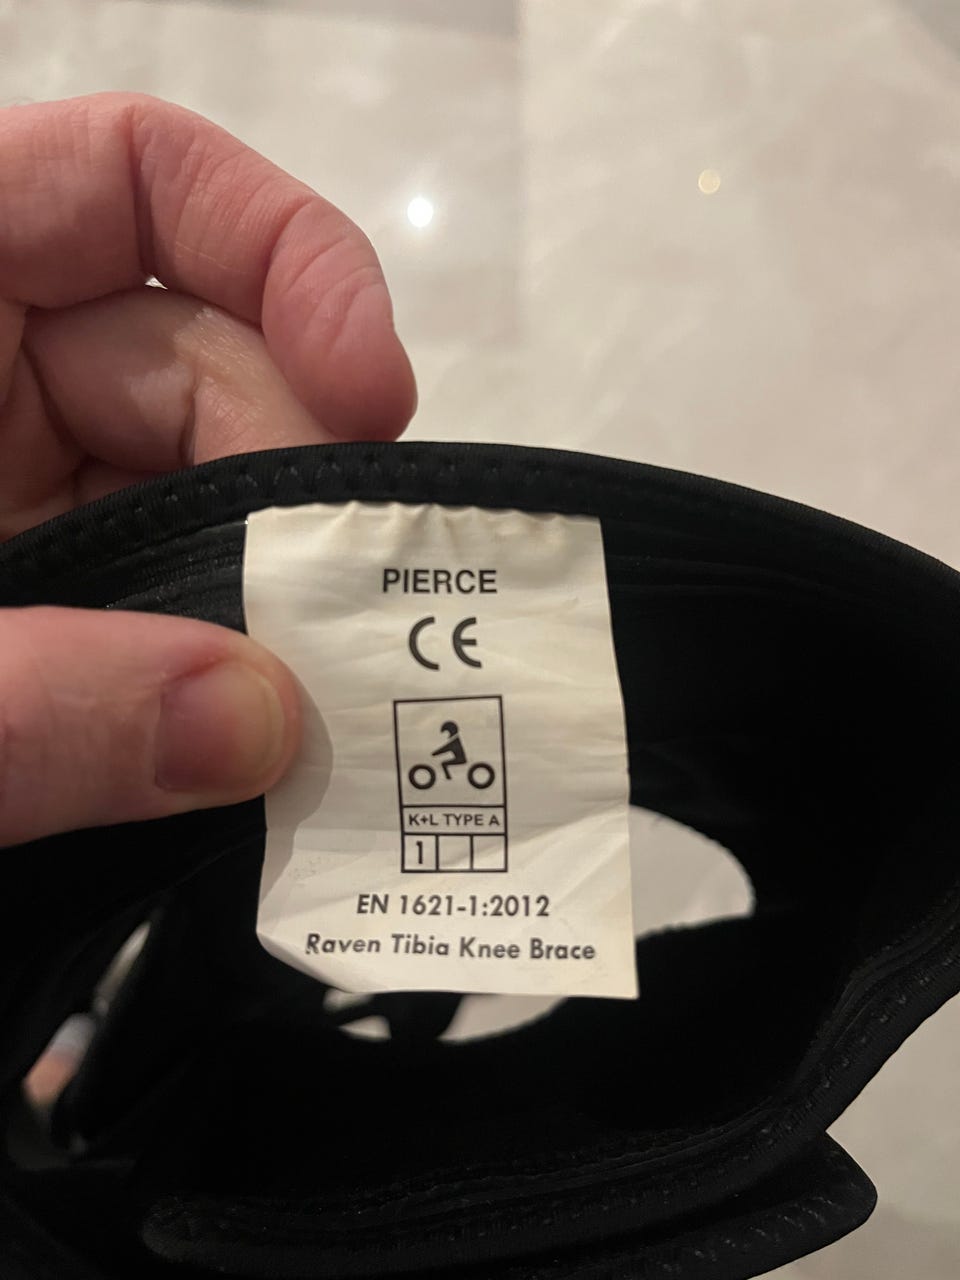 PIERCE
CE
K+L TYPE A
1
EN 1621-1:2012
Raven Tibia Knee Brace